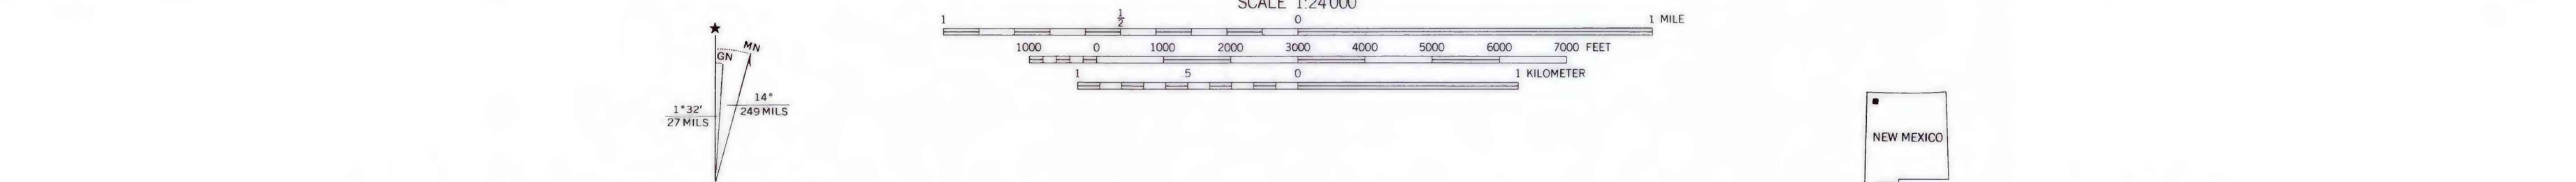 SCALE 1:24 000
1 ½ 0 1 MILE
1000 0 1000 2000 3000 4000 5000 6000 7000 FEET
1 .5 0 1 KILOMETER
MN
GN
1°32′
27 MILS
14°
249 MILS
NEW MEXICO